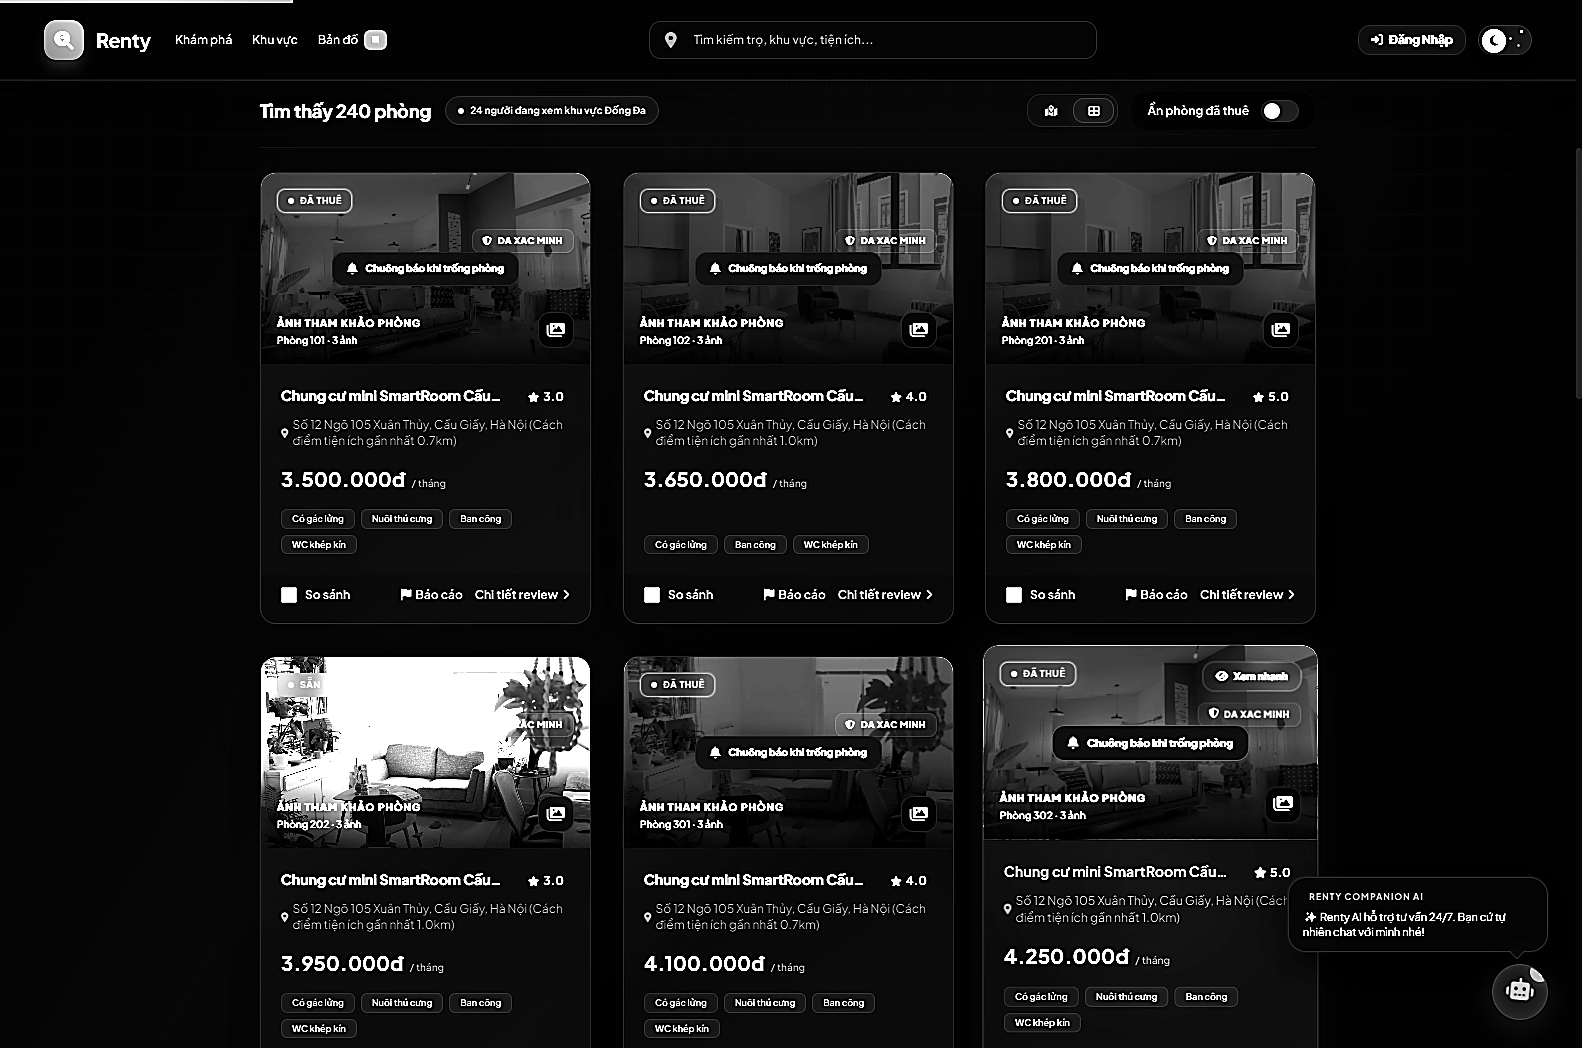 Renty
Khám phá
Khu vực
Bản đồ
Tìm kiếm trọ, khu vực, tiện ích...
Đăng Nhập
Tìm thấy 240 phòng
24 người đang xem khu vực Đống Đa
Ẩn phòng đã thuê
ĐÃ THUÊ
DA XAC MINH
Chuông báo khi trống phòng
ẢNH THAM KHẢO PHÒNG
Phòng 101 · 3 ảnh
Chung cư mini SmartRoom Cầu...
3.0
Số 12 Ngõ 105 Xuân Thủy, Cầu Giấy, Hà Nội (Cách
điểm tiện ích gần nhất 0.7km)
3.500.000đ / tháng
Có gác lửng
Nuôi thú cưng
Ban công
WC khép kín
So sánh
Báo cáo
Chi tiết review
ĐÃ THUÊ
DA XAC MINH
Chuông báo khi trống phòng
ẢNH THAM KHẢO PHÒNG
Phòng 102 · 3 ảnh
Chung cư mini SmartRoom Cầu...
4.0
Số 12 Ngõ 105 Xuân Thủy, Cầu Giấy, Hà Nội (Cách
điểm tiện ích gần nhất 1.0km)
3.650.000đ / tháng
Có gác lửng
Ban công
WC khép kín
So sánh
Báo cáo
Chi tiết review
ĐÃ THUÊ
DA XAC MINH
Chuông báo khi trống phòng
ẢNH THAM KHẢO PHÒNG
Phòng 201 · 3 ảnh
Chung cư mini SmartRoom Cầu...
5.0
Số 12 Ngõ 105 Xuân Thủy, Cầu Giấy, Hà Nội (Cách
điểm tiện ích gần nhất 0.7km)
3.800.000đ / tháng
Có gác lửng
Nuôi thú cưng
Ban công
WC khép kín
So sánh
Báo cáo
Chi tiết review
MINH
ẢNH THAM KHẢO PHÒNG
Phòng 202 · 3 ảnh
Chung cư mini SmartRoom Cầu...
3.0
Số 12 Ngõ 105 Xuân Thủy, Cầu Giấy, Hà Nội (Cách
điểm tiện ích gần nhất 1.0km)
3.950.000đ / tháng
Có gác lửng
Nuôi thú cưng
Ban công
WC khép kín
ĐÃ THUÊ
DA XAC MINH
Chuông báo khi trống phòng
ẢNH THAM KHẢO PHÒNG
Phòng 301 · 3 ảnh
Chung cư mini SmartRoom Cầu...
4.0
Số 12 Ngõ 105 Xuân Thủy, Cầu Giấy, Hà Nội (Cách
điểm tiện ích gần nhất 0.7km)
4.100.000đ / tháng
Có gác lửng
Nuôi thú cưng
Ban công
WC khép kín
ĐÃ THUÊ
Xem nhanh
DA XAC MINH
Chuông báo khi trống phòng
ẢNH THAM KHẢO PHÒNG
Phòng 302 · 3 ảnh
Chung cư mini SmartRoom Cầu...
5.0
Số 12 Ngõ 105 Xuân Thủy, Cầu Giấy, Hà Nội (Cách
điểm tiện ích gần nhất 1.0km)
4.250.000đ / tháng
Có gác lửng
Nuôi thú cưng
Ban công
WC khép kín
RENTY COMPANION AI
Renty AI hỗ trợ tư vấn 24/7. Bạn cứ tự
nhiên chat với mình nhé!